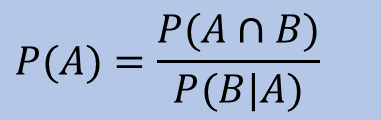 P(A) = P(A ∩ B) / P(B|A)